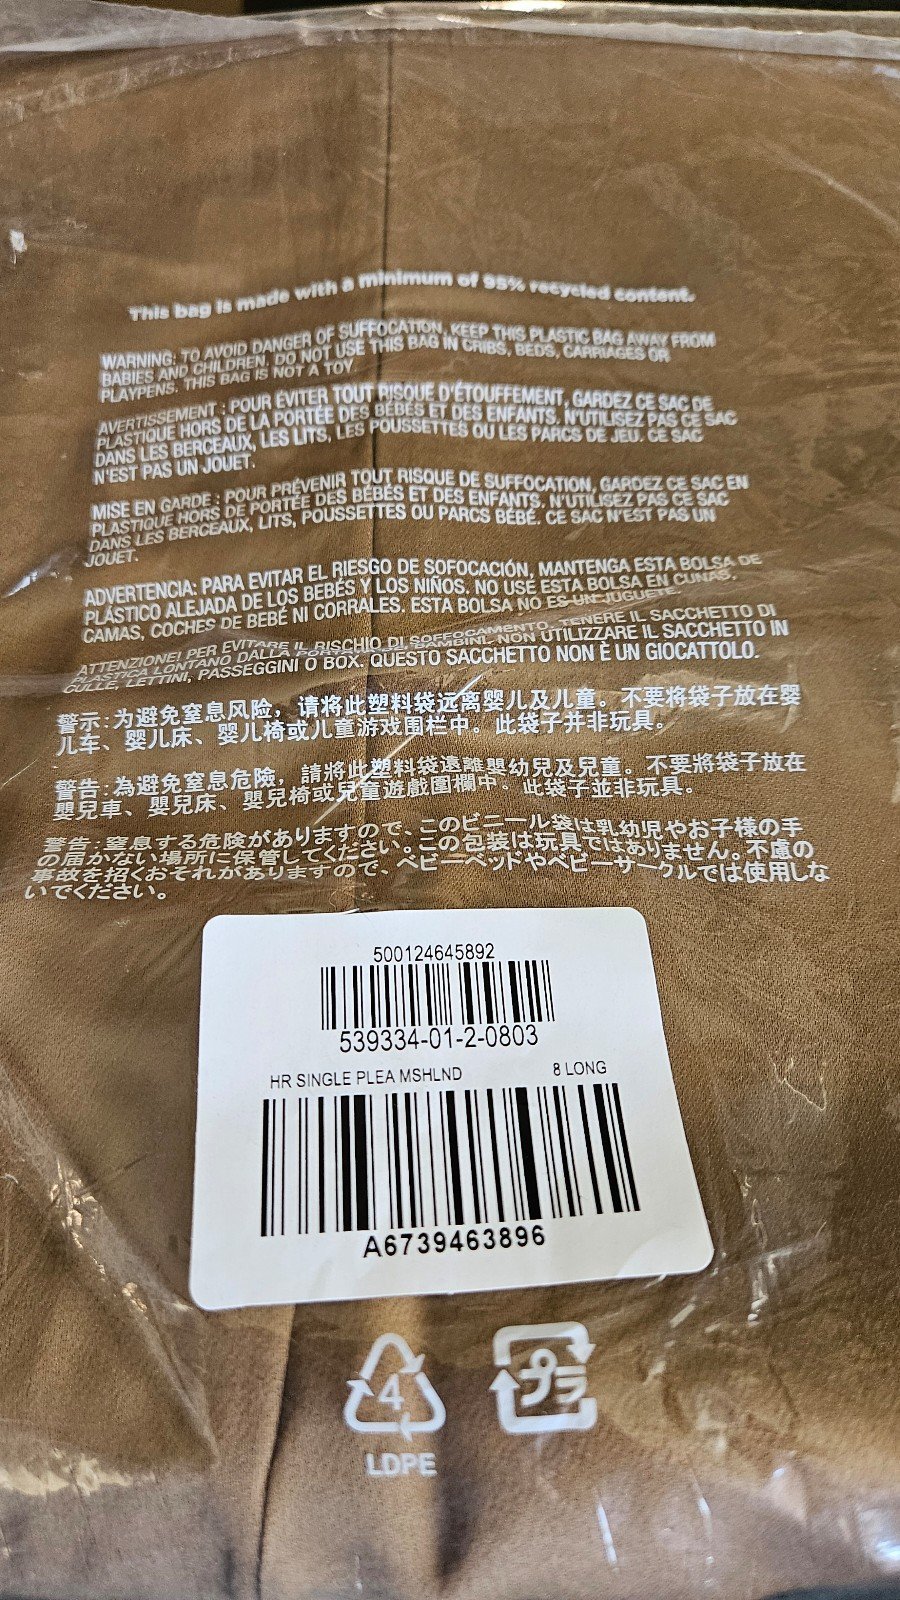 This bag is made with a minimum of 95% recycled content.
WARNING: TO AVOID DANGER OF SUFFOCATION, KEEP THIS PLASTIC BAG AWAY FROM
BABIES AND CHILDREN. DO NOT USE THIS BAG IN CRIBS, BEDS, CARRIAGES OR
PLAYPENS. THIS BAG IS NOT A TOY.
AVERTISSEMENT : POUR ÉVITER TOUT RISQUE D'ÉTOUFFEMENT, GARDEZ CE SAC DE
PLASTIQUE HORS DE LA PORTÉE DES BÉBÉS ET DES ENFANTS. N'UTILISEZ PAS CE SAC
DANS LES BERCEAUX, LES LITS, LES POUSSETTES OU LES PARCS DE JEU. CE SAC
N'EST PAS UN JOUET.
MISE EN GARDE : POUR PRÉVENIR TOUT RISQUE DE SUFFOCATION, GARDEZ CE SAC EN
PLASTIQUE HORS DE PORTÉE DES BÉBÉS ET DES ENFANTS. N'UTILISEZ PAS CE SAC
DANS LES BERCEAUX, LITS, POUSSETTES OU PARCS BÉBÉ. CE SAC N'EST PAS UN
JOUET.
ADVERTENCIA: PARA EVITAR EL RIESGO DE SOFOCACIÓN, MANTENGA ESTA BOLSA DE
PLÁSTICO ALEJADA DE LOS BEBÉS Y LOS NIÑOS. NO USE ESTA BOLSA EN CUNAS,
CAMAS, COCHES DE BEBÉ NI CORRALES. ESTA BOLSA NO ES UN JUGUETE.
ATTENZIONE! PER EVITARE IL RISCHIO DI SOFFOCAMENTO, TENERE IL SACCHETTO DI
PLASTICA LONTANO DALLA PORTATA DEI BAMBINI. NON UTILIZZARE IL SACCHETTO IN
CULLE, LETTINI, PASSEGGINI O BOX. QUESTO SACCHETTO NON È UN GIOCATTOLO.
警示：为避免窒息风险，请将此塑料袋远离婴儿及儿童。不要将袋子放在婴
儿车、婴儿床、婴儿椅或儿童游戏围栏中。此袋子并非玩具。
警告：為避免窒息危險，請將此塑料袋遠離嬰幼兒及兒童。不要將袋子放在
嬰兒車、嬰兒床、嬰兒椅或兒童遊戲圍欄中。此袋子並非玩具。
警告：窒息する危険がありますので、このビニール袋は乳幼児やお子様の手
の届かない場所に保管してください。この包装は玩具ではありません。不慮の
事故を招くおそれがありますので、ベビーベッドやベビーサークルでは使用しな
いでください。
500124645892
539334-01-2-0803
HR SINGLE PLEA MSHLND 8 LONG
A6739463896
4 プラ
LDPE